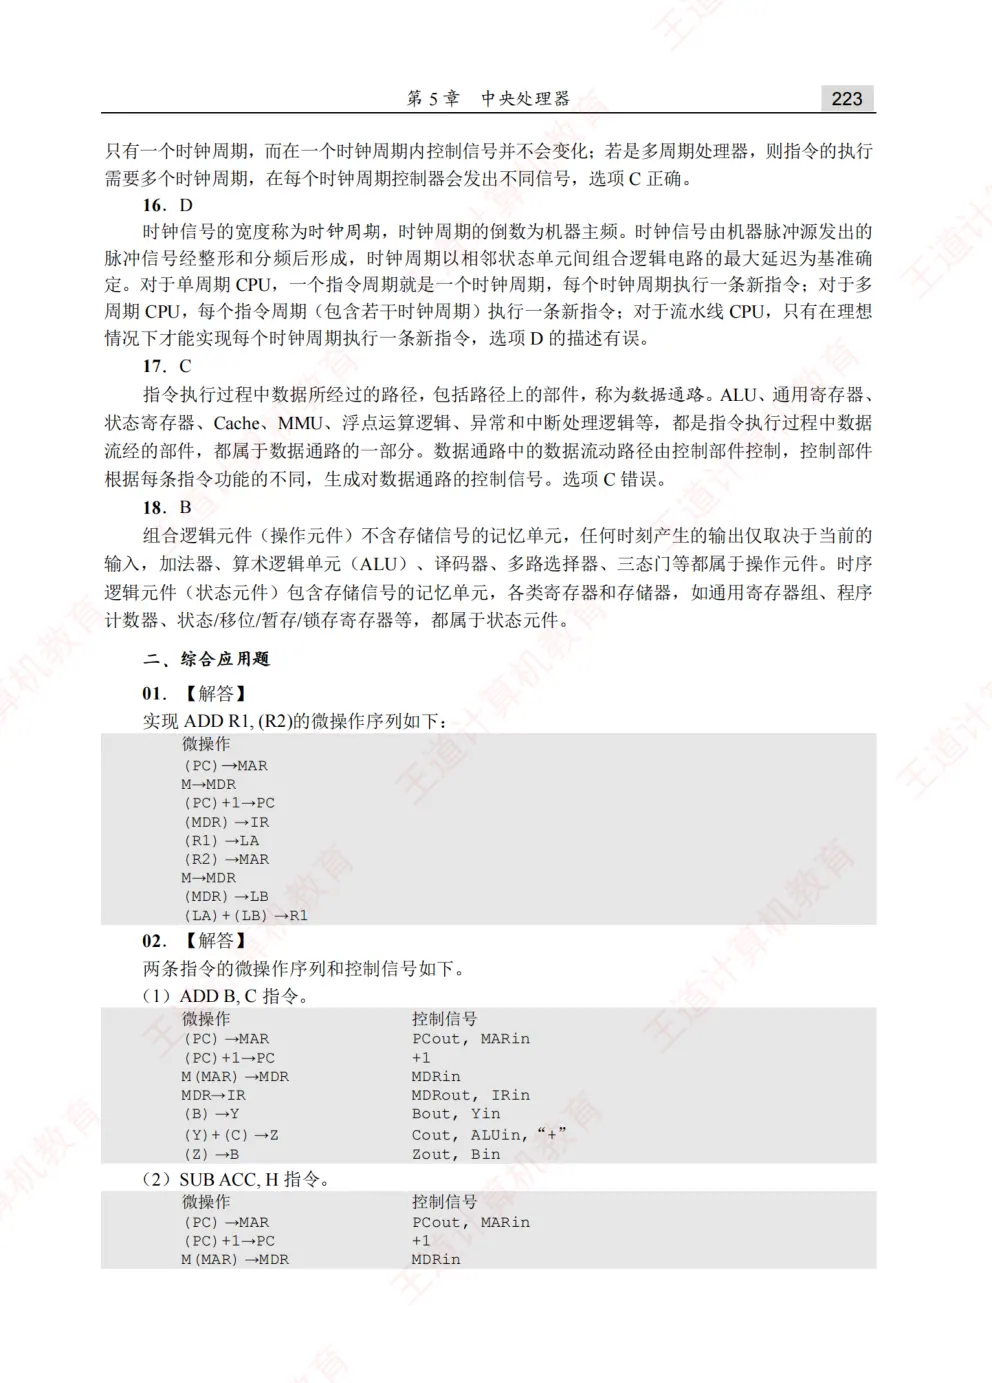 第 5 章 中央处理器 223
只有一个时钟周期，而在一个时钟周期内控制信号并不会变化；若是多周期处理器，则指令的执行
需要多个时钟周期，在每个时钟周期控制器会发出不同信号，选项 C 正确。
16. D
时钟信号的宽度称为时钟周期，时钟周期的倒数为机器主频。时钟信号由机器脉冲源发出的
脉冲信号经整形和分频后形成，时钟周期以相邻状态单元间组合逻辑电路的最大延迟为基准确
定。对于单周期 CPU，一个指令周期就是一个时钟周期，每个时钟周期执行一条新指令；对于多
周期 CPU，每个指令周期（包含若干时钟周期）执行一条新指令；对于流水线 CPU，只有在理想
情况下才能实现每个时钟周期执行一条新指令，选项 D 的描述有误。
17. C
指令执行过程中数据所经过的路径，包括路径上的部件，称为数据通路。ALU、通用寄存器、
状态寄存器、Cache、MMU、浮点运算逻辑、异常和中断处理逻辑等，都是指令执行过程中数据
流经的部件，都属于数据通路的一部分。数据通路中的数据流动路径由控制部件控制，控制部件
根据每条指令功能的不同，生成对数据通路的控制信号。选项 C 错误。
18. B
组合逻辑元件（操作元件）不含存储信号的记忆单元，任何时刻产生的输出仅取决于当前的
输入，加法器、算术逻辑单元（ALU）、译码器、多路选择器、三态门等都属于操作元件。时序
逻辑元件（状态元件）包含存储信号的记忆单元，各类寄存器和存储器，如通用寄存器组、程序
计数器、状态/移位/暂存/锁存寄存器等，都属于状态元件。
二、综合应用题
01. 【解答】
实现 ADD R1, (R2)的微操作序列如下：
微操作
(PC)→MAR
M→MDR
(PC)+1→PC
(MDR)→IR
(R1)→LA
(R2)→MAR
M→MDR
(MDR)→LB
(LA)+(LB)→R1
02. 【解答】
两条指令的微操作序列和控制信号如下。
（1）ADD B, C 指令。
微操作 控制信号
(PC)→MAR PCout, MARin
(PC)+1→PC +1
M(MAR)→MDR MDRin
MDR→IR MDRout, IRin
(B)→Y Bout, Yin
(Y)+(C)→Z Cout, ALUin,“+”
(Z)→B Zout, Bin
（2）SUB ACC, H 指令。
微操作 控制信号
(PC)→MAR PCout, MARin
(PC)+1→PC +1
M(MAR)→MDR MDRin
王道计算机教育